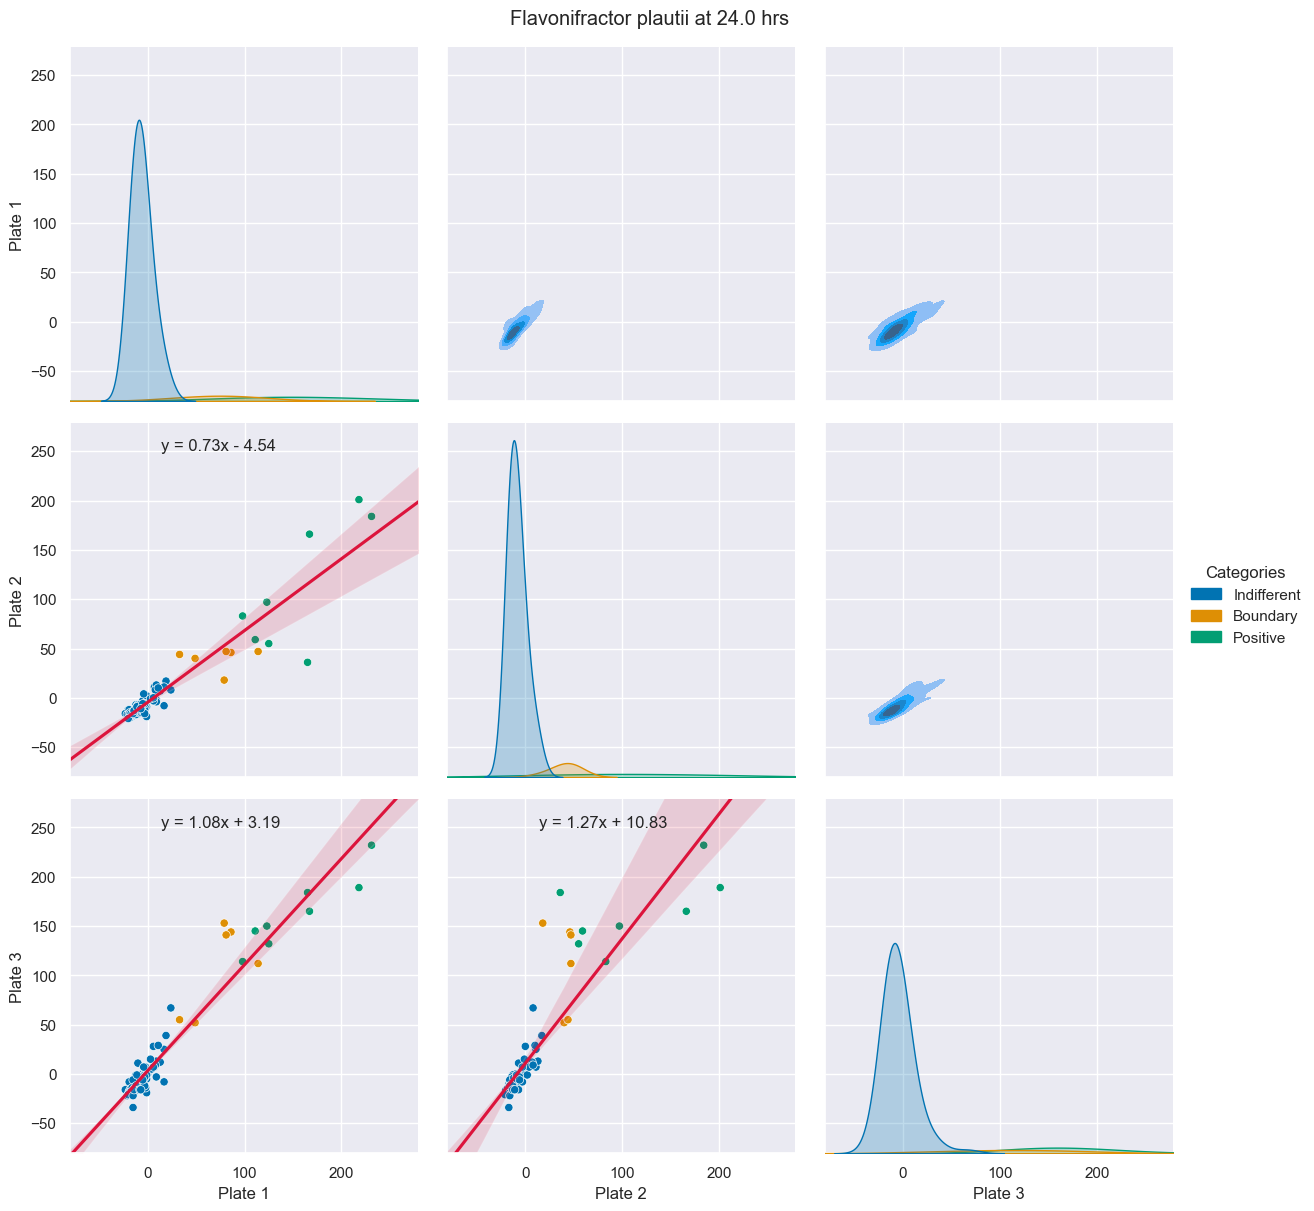 Flavonifractor plautii at 24.0 hrs
250
200
150
100
50
0
−50
Plate 1
y = 0.73x - 4.54
250
200
150
100
50
0
−50
Plate 2
Categories
Indifferent
Boundary
Positive
y = 1.08x + 3.19
y = 1.27x + 10.83
250
200
150
100
50
0
−50
Plate 3
0 100 200
0 100 200
0 100 200
Plate 1
Plate 2
Plate 3